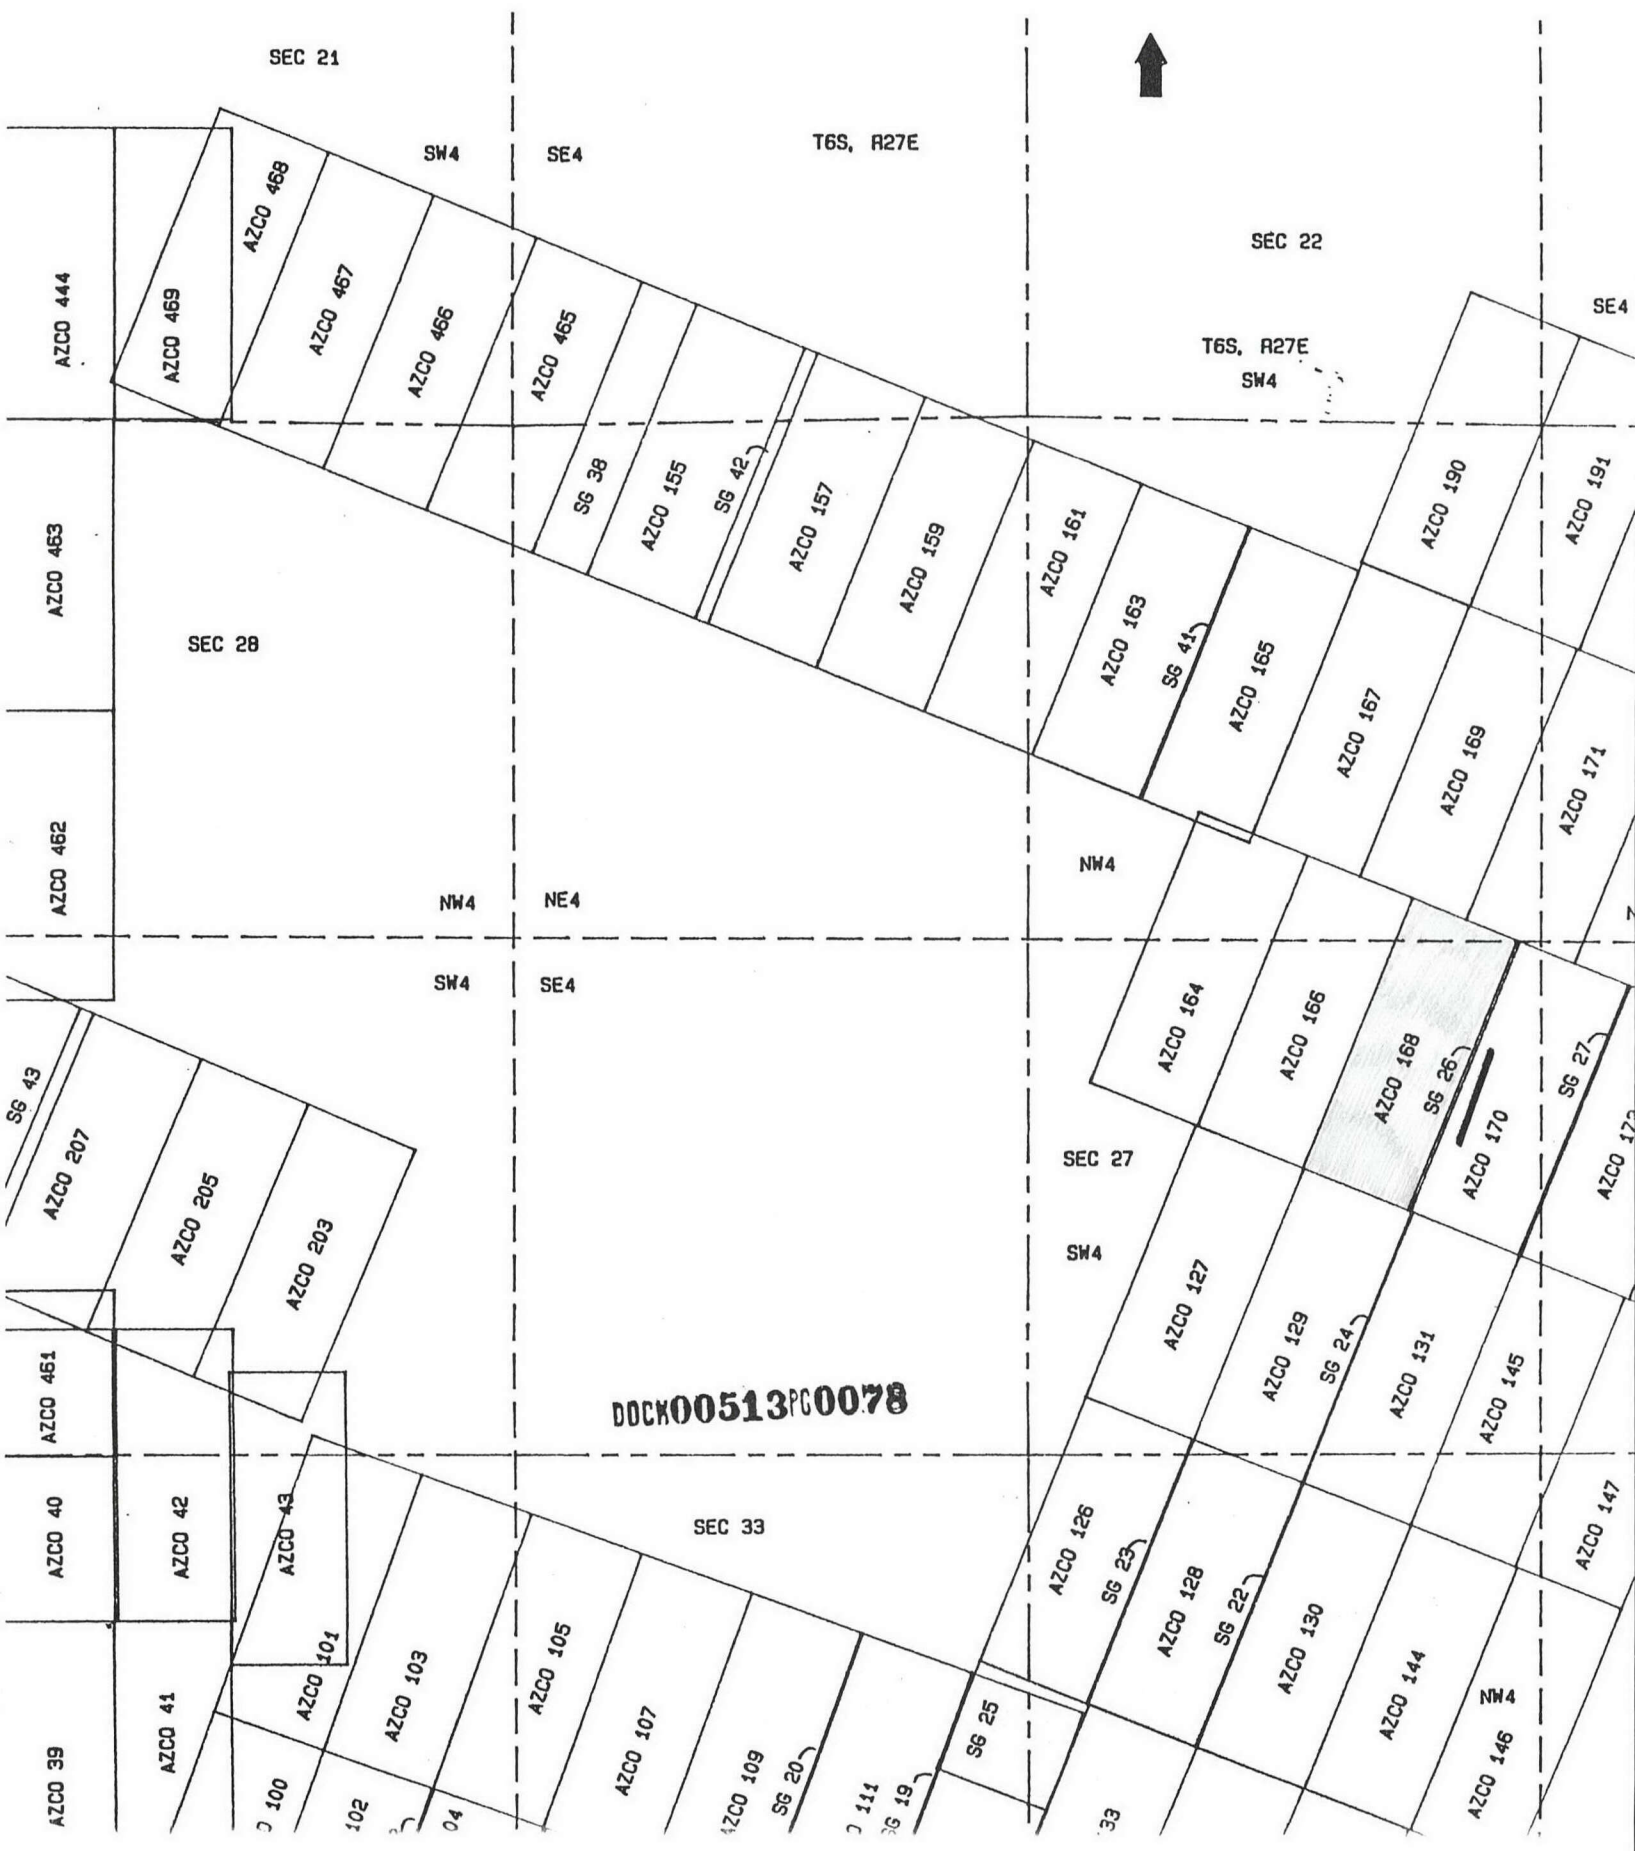 SEC 21
SW4
SE4
T6S, R27E
SEC 22
SE4
T6S, R27E
SW4
AZCO 444
AZCO 469
AZCO 468
AZCO 467
AZCO 466
AZCO 465
SG 38
AZCO 155
SG 42
AZCO 157
AZCO 159
AZCO 161
AZCO 163
SG 41
AZCO 165
AZCO 167
AZCO 169
AZCO 171
AZCO 190
AZCO 191
AZCO 463
SEC 28
AZCO 462
NW4
NE4
NW4
SW4
SE4
AZCO 164
AZCO 166
AZCO 168
SG 26
AZCO 170
SG 27
SG 43
AZCO 207
AZCO 205
AZCO 203
SEC 27
SW4
AZCO 127
AZCO 129
SG 24
AZCO 131
AZCO 145
AZCO 147
AZCO 461
DOCK00513PG0078
AZCO 40
AZCO 42
AZCO 43
SEC 33
AZCO 126
SG 23
AZCO 128
SG 22
AZCO 130
AZCO 144
NW4
AZCO 146
AZCO 39
AZCO 41
AZCO 101
AZCO 103
AZCO 105
AZCO 107
AZCO 109
SG 20
111
SG 19
SG 25
100
102
04
33